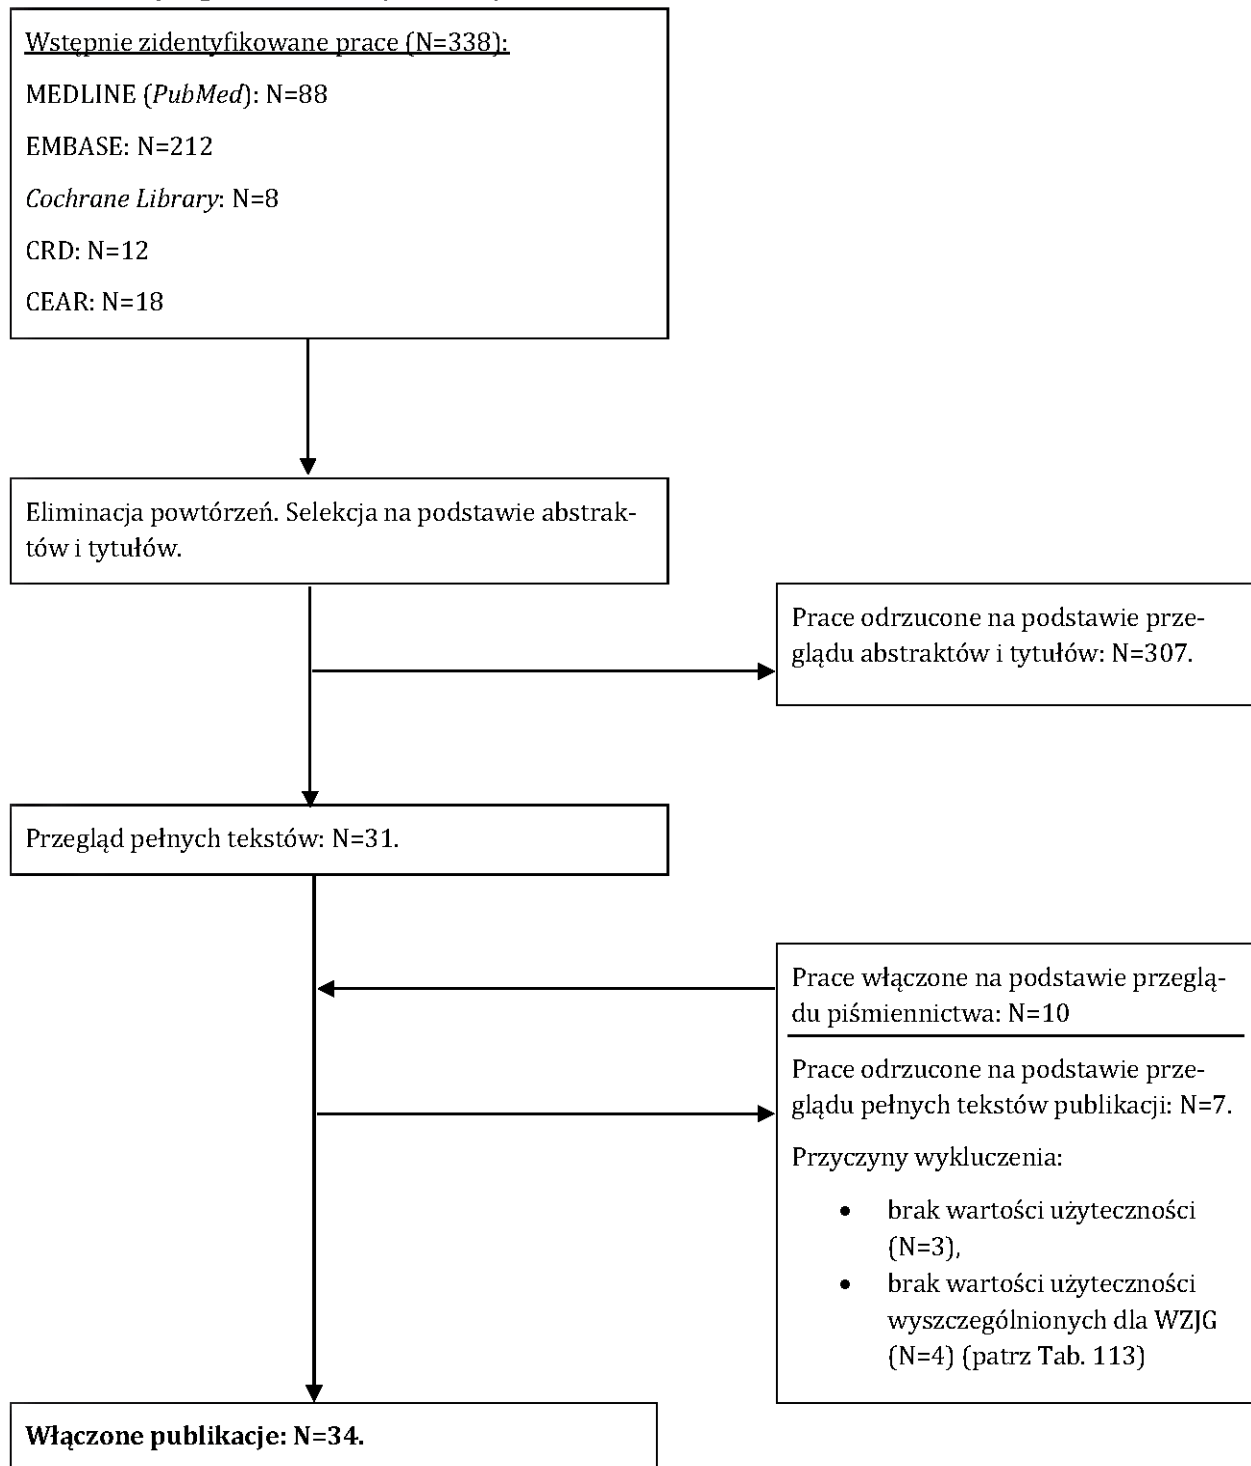 Wstępnie zidentyfikowane prace (N=338):
MEDLINE (PubMed): N=88
EMBASE: N=212
Cochrane Library: N=8
CRD: N=12
CEAR: N=18
Eliminacja powtórzeń. Selekcja na podstawie abstrak-
tów i tytułów.
Prace odrzucone na podstawie prze-
glądu abstraktów i tytułów: N=307.
Przegląd pełnych tekstów: N=31.
Prace włączone na podstawie przeglą-
du piśmiennictwa: N=10
Prace odrzucone na podstawie prze-
glądu pełnych tekstów publikacji: N=7.
Przyczyny wykluczenia:
• brak wartości użyteczności
(N=3),
• brak wartości użyteczności
wyszczególnionych dla WZJG
(N=4) (patrz Tab. 113)
Włączone publikacje: N=34.